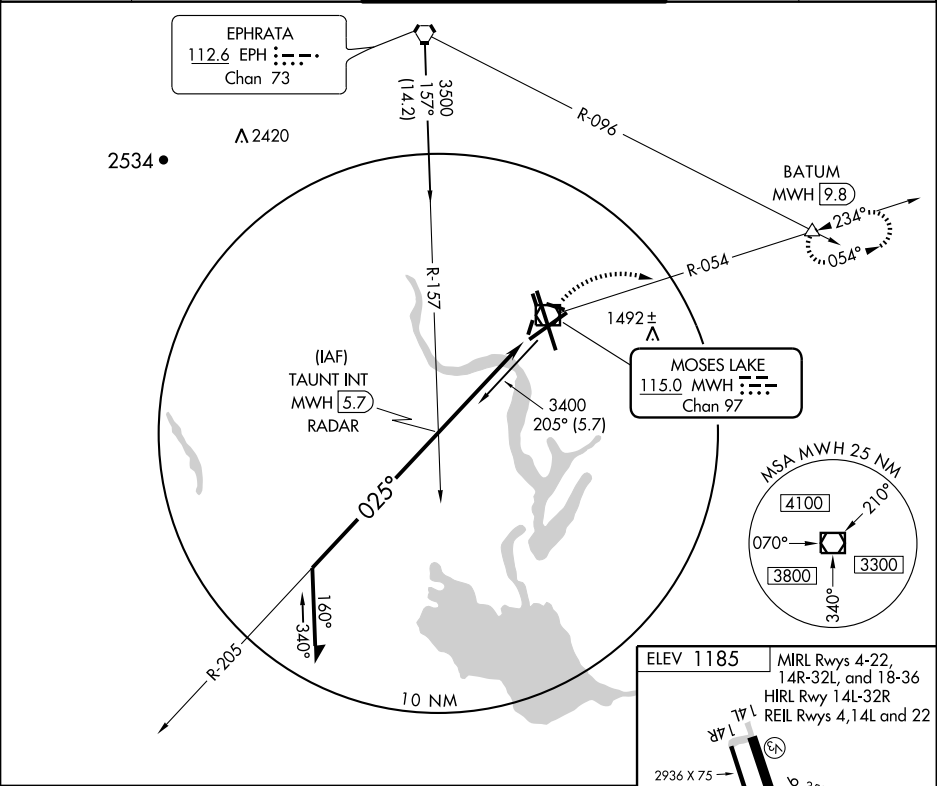 EPHRATA
112.6 EPH
Chan 73
3500
157°
(14.2)
2420
2534
R-096
BATUM
MWH 9.8
234°
054°
R-054
R-157
1492±
(IAF)
TAUNT INT
MWH 5.7
RADAR
MOSES LAKE
115.0 MWH
Chan 97
3400
205° (5.7)
025°
MSA MWH 25 NM
4100
210°
070°
3800
3300
340°
160°
340°
R-205
10 NM
ELEV 1185
MIRL Rwys 4-22,
14R-32L, and 18-36
HIRL Rwy 14L-32R
REIL Rwys 4,14L and 22
14L
14R
V3
2936 X 75